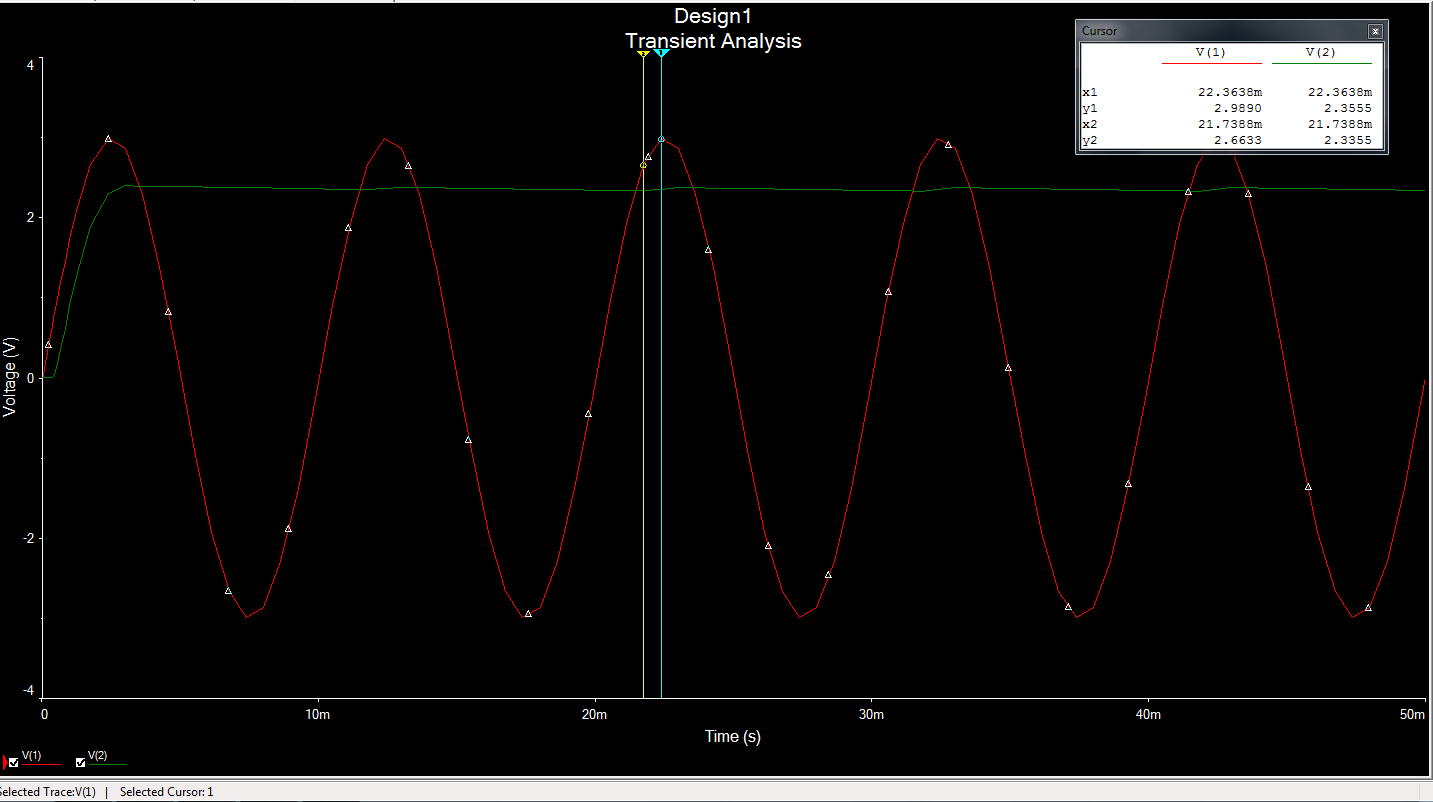 Design1
Transient Analysis
Cursor
V(1) V(2)
x1 22.3638m 22.3638m
y1 2.9890 2.3555
x2 21.7388m 21.7388m
y2 2.6633 2.3355
4
2
0
-2
-4
Voltage (V)
0 10m 20m 30m 40m 50m
Time (s)
V(1) V(2)
Selected Trace:V(1) | Selected Cursor: 1